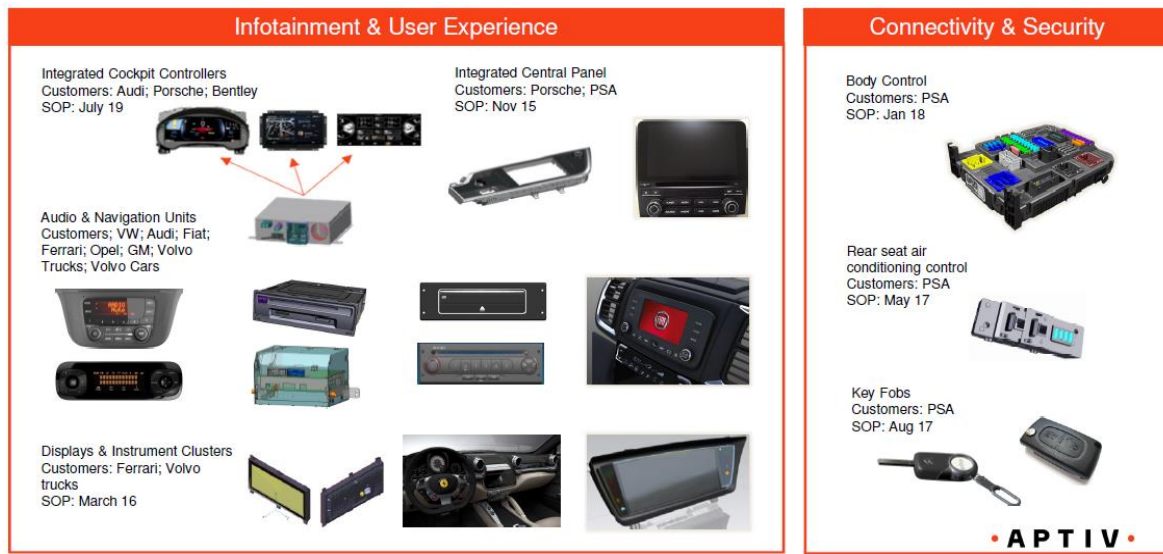 Infotainment & User Experience
Integrated Cockpit Controllers
Customers: Audi; Porsche; Bentley
SOP: July 19
Integrated Central Panel
Customers: Porsche; PSA
SOP: Nov 15
Audio & Navigation Units
Customers; VW; Audi; Fiat;
Ferrari; Opel; GM; Volvo
Trucks; Volvo Cars
Displays & Instrument Clusters
Customers: Ferrari; Volvo
trucks
SOP: March 16
Connectivity & Security
Body Control
Customers: PSA
SOP: Jan 18
Rear seat air
conditioning control
Customers: PSA
SOP: May 17
Key Fobs
Customers: PSA
SOP: Aug 17
• APTIV •